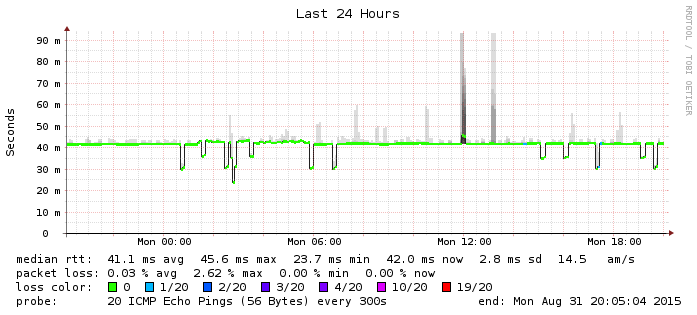 Last 24 Hours
RRDTOOL / TOBI OETIKER
Seconds
90 m
80 m
70 m
60 m
50 m
40 m
30 m
20 m
10 m
0
Mon 00:00 Mon 06:00 Mon 12:00 Mon 18:00
median rtt: 41.1 ms avg 45.6 ms max 23.7 ms min 42.0 ms now 2.8 ms sd 14.5 am/s
packet loss: 0.03 % avg 2.62 % max 0.00 % min 0.00 % now
loss color: 0 1/20 2/20 3/20 4/20 10/20 19/20
probe: 20 ICMP Echo Pings (56 Bytes) every 300s end: Mon Aug 31 20:05:04 2015